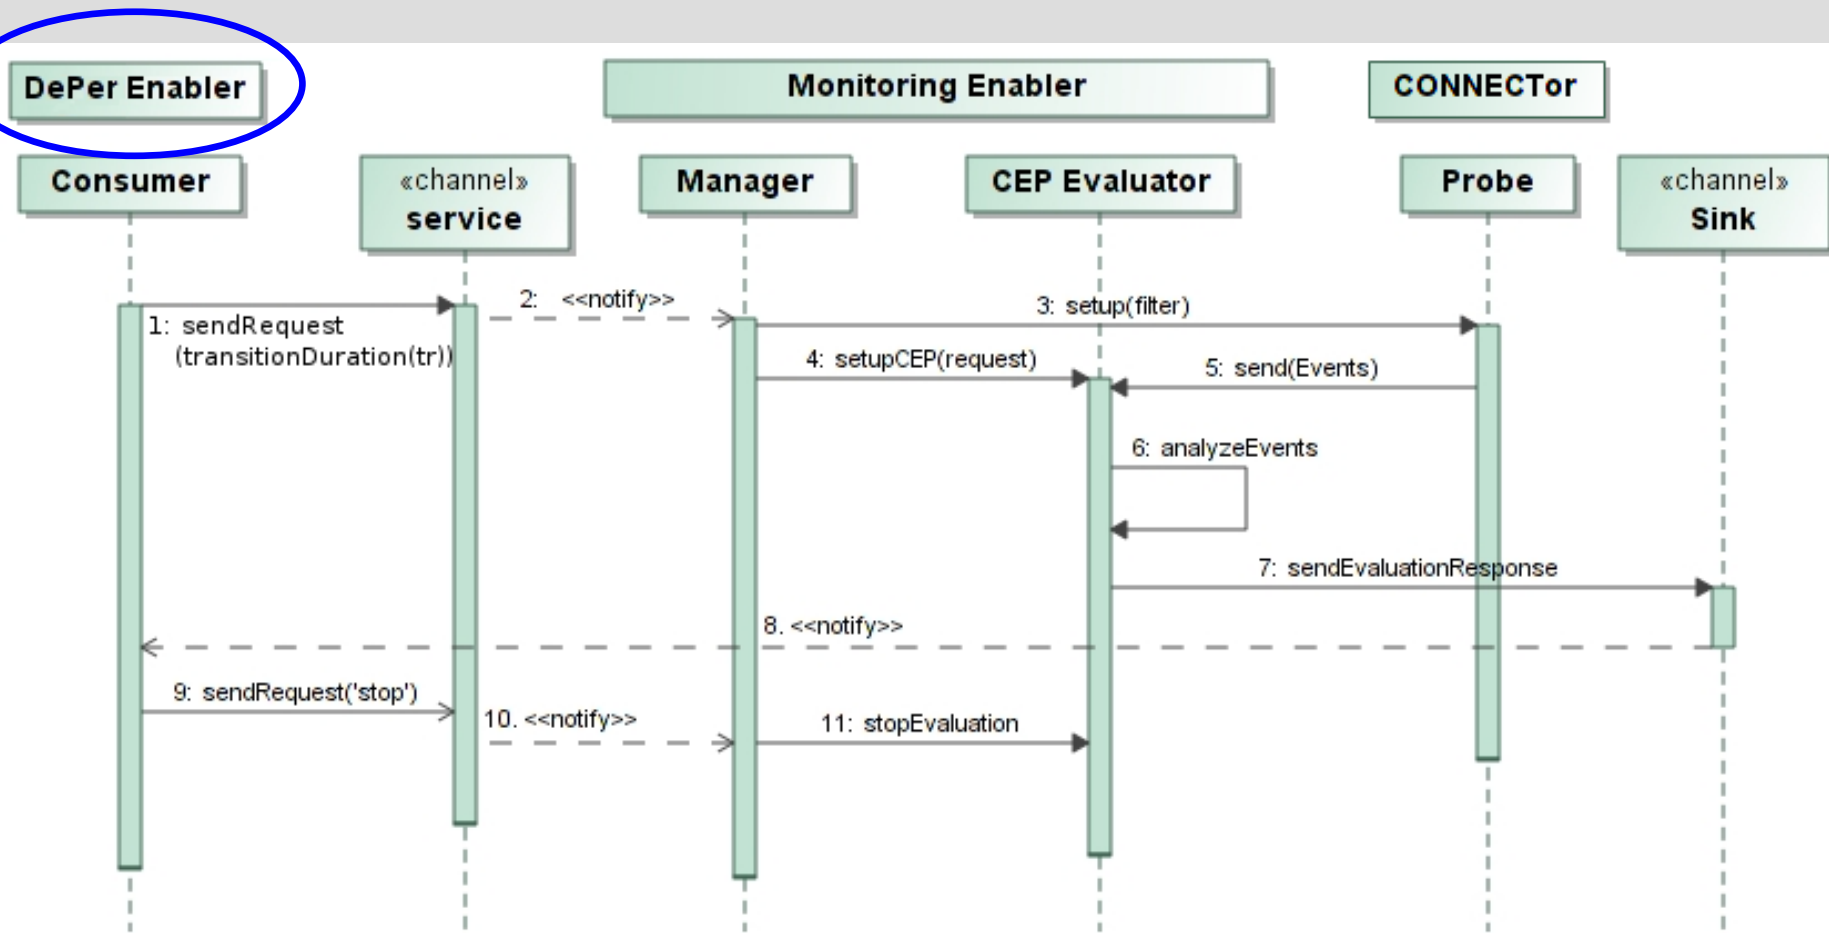 DePer Enabler
Monitoring Enabler
CONNECTor
Consumer
«channel»
service
Manager
CEP Evaluator
Probe
«channel»
Sink
1: sendRequest
(transitionDuration(tr))
2: <<notify>>
3: setup(filter)
4: setupCEP(request)
5: send(Events)
6: analyzeEvents
7: sendEvaluationResponse
8. <<notify>>
9: sendRequest('stop')
10. <<notify>>
11: stopEvaluation